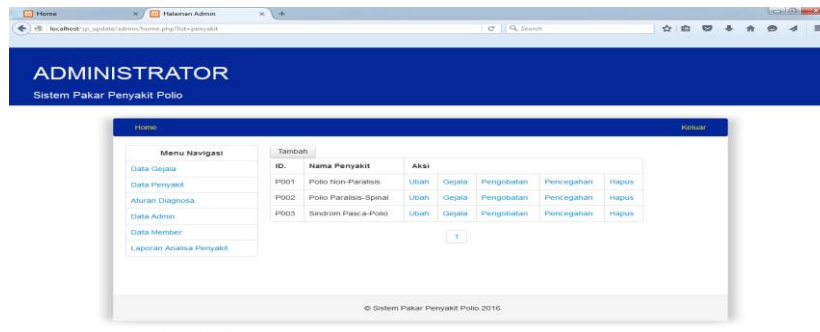 Home
Halaman Admin
localhost/sp_update/admin/home.php?list=penyakit
Search
ADMINISTRATOR
Sistem Pakar Penyakit Polio
Home Keluar
Menu Navigasi
Data Gejala
Data Penyakit
Aturan Diagnosa
Data Admin
Data Member
Laporan Analisa Penyakit
Tambah
ID. Nama Penyakit Aksi
P001 Polio Non-Paralisis Ubah Gejala Pengobatan Pencegahan Hapus
P002 Polio Paralisis-Spinal Ubah Gejala Pengobatan Pencegahan Hapus
P003 Sindrom Pasca-Polio Ubah Gejala Pengobatan Pencegahan Hapus
1
© Sistem Pakar Penyakit Polio 2016